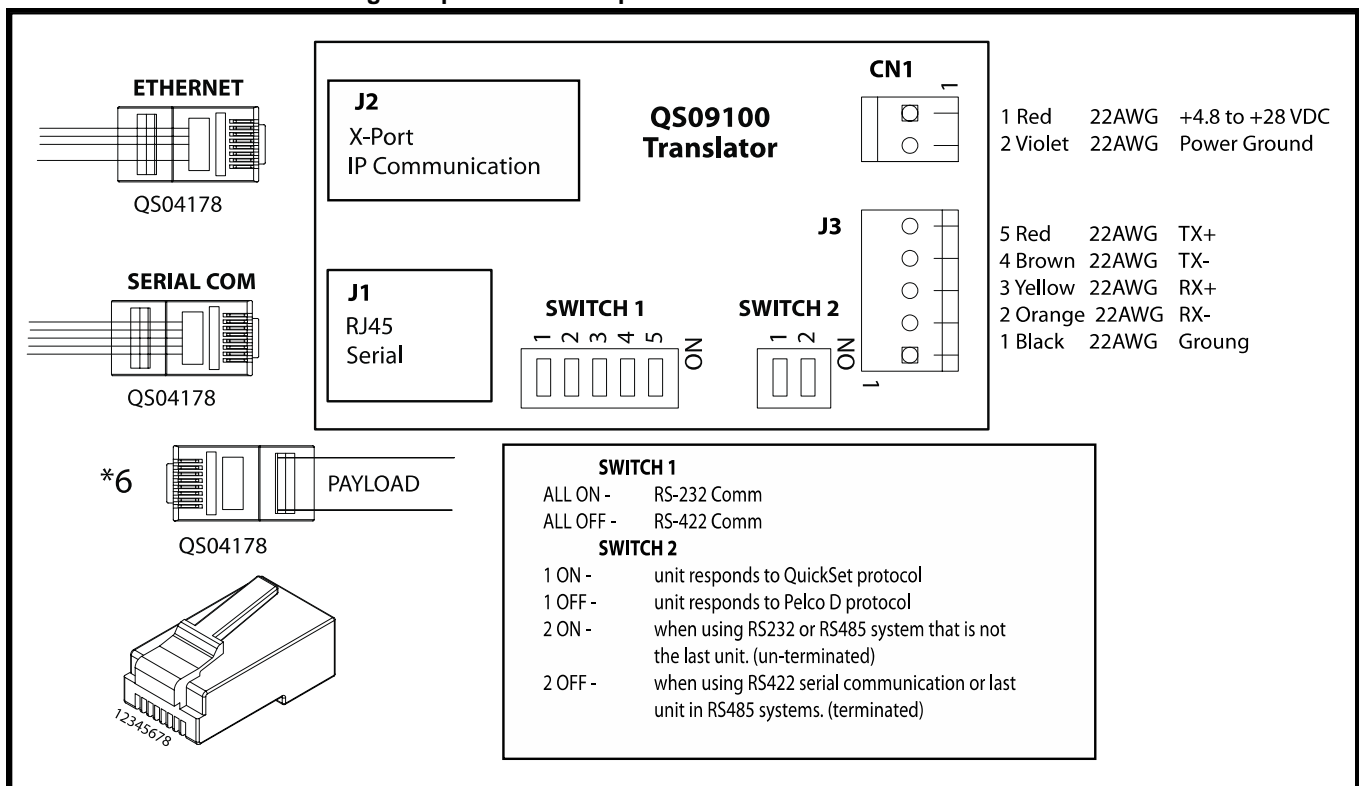 ETHERNET
QS04178
SERIAL COM
QS04178
*6
PAYLOAD
QS04178
12345678
J2
X-Port
IP Communication
QS09100
Translator
CN1
1
1 Red 22AWG +4.8 to +28 VDC
2 Violet 22AWG Power Ground
J3
1
5 Red 22AWG TX+
4 Brown 22AWG TX-
3 Yellow 22AWG RX+
2 Orange 22AWG RX-
1 Black 22AWG Groung
J1
RJ45
Serial
SWITCH 1
1 2 3 4 5
ON
SWITCH 2
1 2
ON
SWITCH 1
ALL ON - RS-232 Comm
ALL OFF - RS-422 Comm
SWITCH 2
1 ON - unit responds to QuickSet protocol
1 OFF - unit responds to Pelco D protocol
2 ON - when using RS232 or RS485 system that is not
the last unit. (un-terminated)
2 OFF - when using RS422 serial communication or last
unit in RS485 systems. (terminated)